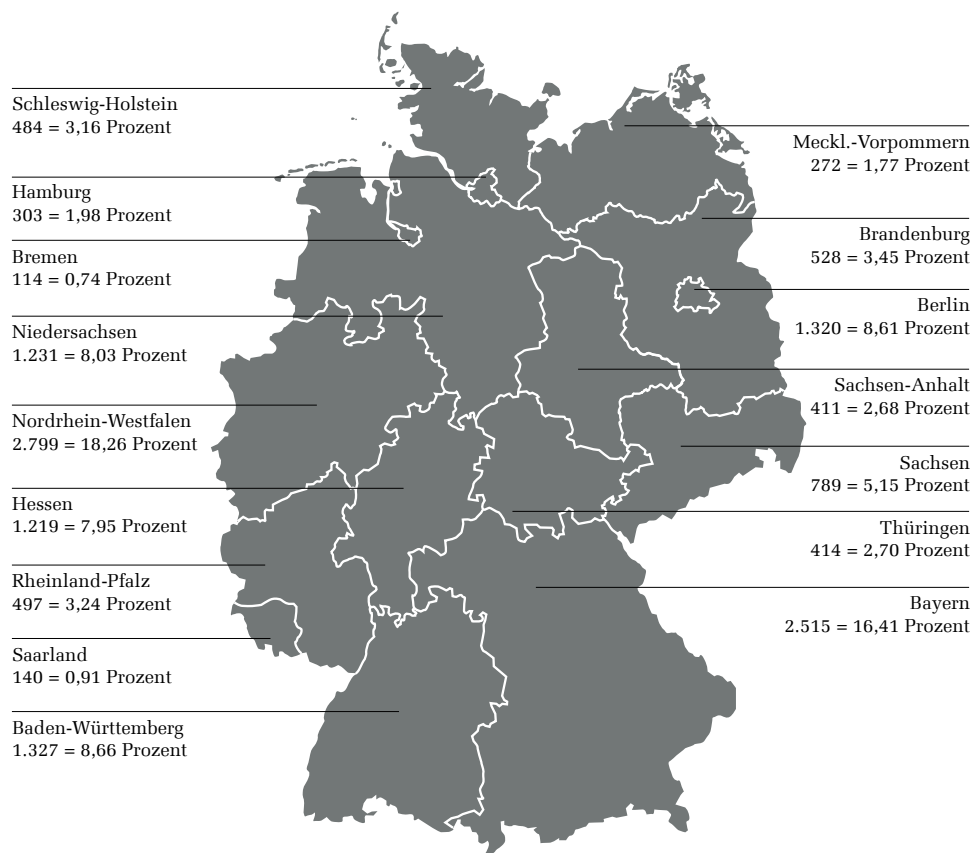 Schleswig-Holstein
484 = 3,16 Prozent
Hamburg
303 = 1,98 Prozent
Bremen
114 = 0,74 Prozent
Niedersachsen
1.231 = 8,03 Prozent
Nordrhein-Westfalen
2.799 = 18,26 Prozent
Hessen
1.219 = 7,95 Prozent
Rheinland-Pfalz
497 = 3,24 Prozent
Saarland
140 = 0,91 Prozent
Baden-Württemberg
1.327 = 8,66 Prozent
Meckl.-Vorpommern
272 = 1,77 Prozent
Brandenburg
528 = 3,45 Prozent
Berlin
1.320 = 8,61 Prozent
Sachsen-Anhalt
411 = 2,68 Prozent
Sachsen
789 = 5,15 Prozent
Thüringen
414 = 2,70 Prozent
Bayern
2.515 = 16,41 Prozent